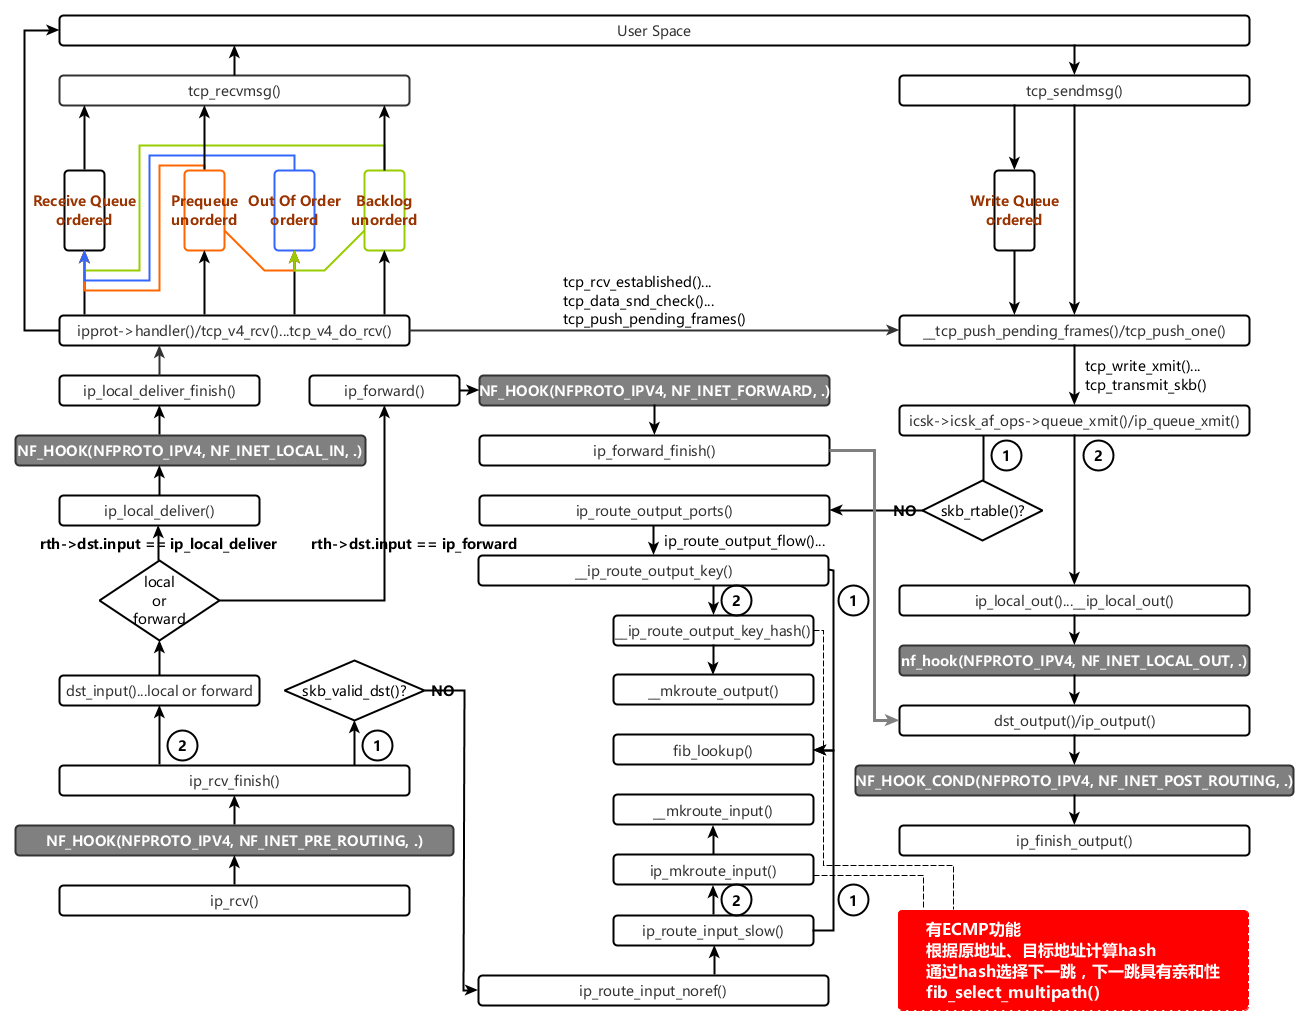 User Space
tcp_recvmsg()
tcp_sendmsg()
Receive Queue
ordered
Prequeue
unorderd
Out Of Order
orderd
Backlog
unorderd
Write Queue
ordered
tcp_rcv_established()...
tcp_data_snd_check()...
tcp_push_pending_frames()
ipprot->handler()/tcp_v4_rcv()...tcp_v4_do_rcv()
__tcp_push_pending_frames()/tcp_push_one()
tcp_write_xmit()...
tcp_transmit_skb()
ip_local_deliver_finish()
ip_forward()
NF_HOOK(NFPROTO_IPV4, NF_INET_FORWARD, .)
icsk->icsk_af_ops->queue_xmit()/ip_queue_xmit()
NF_HOOK(NFPROTO_IPV4, NF_INET_LOCAL_IN, .)
ip_forward_finish()
1
2
ip_local_deliver()
ip_route_output_ports()
NO
skb_rtable()?
rth->dst.input == ip_local_deliver
rth->dst.input == ip_forward
ip_route_output_flow()...
local
or
forward
__ip_route_output_key()
2
1
ip_local_out()...__ip_local_out()
__ip_route_output_key_hash()
nf_hook(NFPROTO_IPV4, NF_INET_LOCAL_OUT, .)
dst_input()...local or forward
skb_valid_dst()?
NO
__mkroute_output()
dst_output()/ip_output()
2
1
fib_lookup()
ip_rcv_finish()
NF_HOOK_COND(NFPROTO_IPV4, NF_INET_POST_ROUTING, .)
__mkroute_input()
NF_HOOK(NFPROTO_IPV4, NF_INET_PRE_ROUTING, .)
ip_finish_output()
ip_mkroute_input()
ip_rcv()
2
1
ip_route_input_slow()
有ECMP功能
根据原地址、目标地址计算hash
通过hash选择下一跳，下一跳具有亲和性
fib_select_multipath()
ip_route_input_noref()